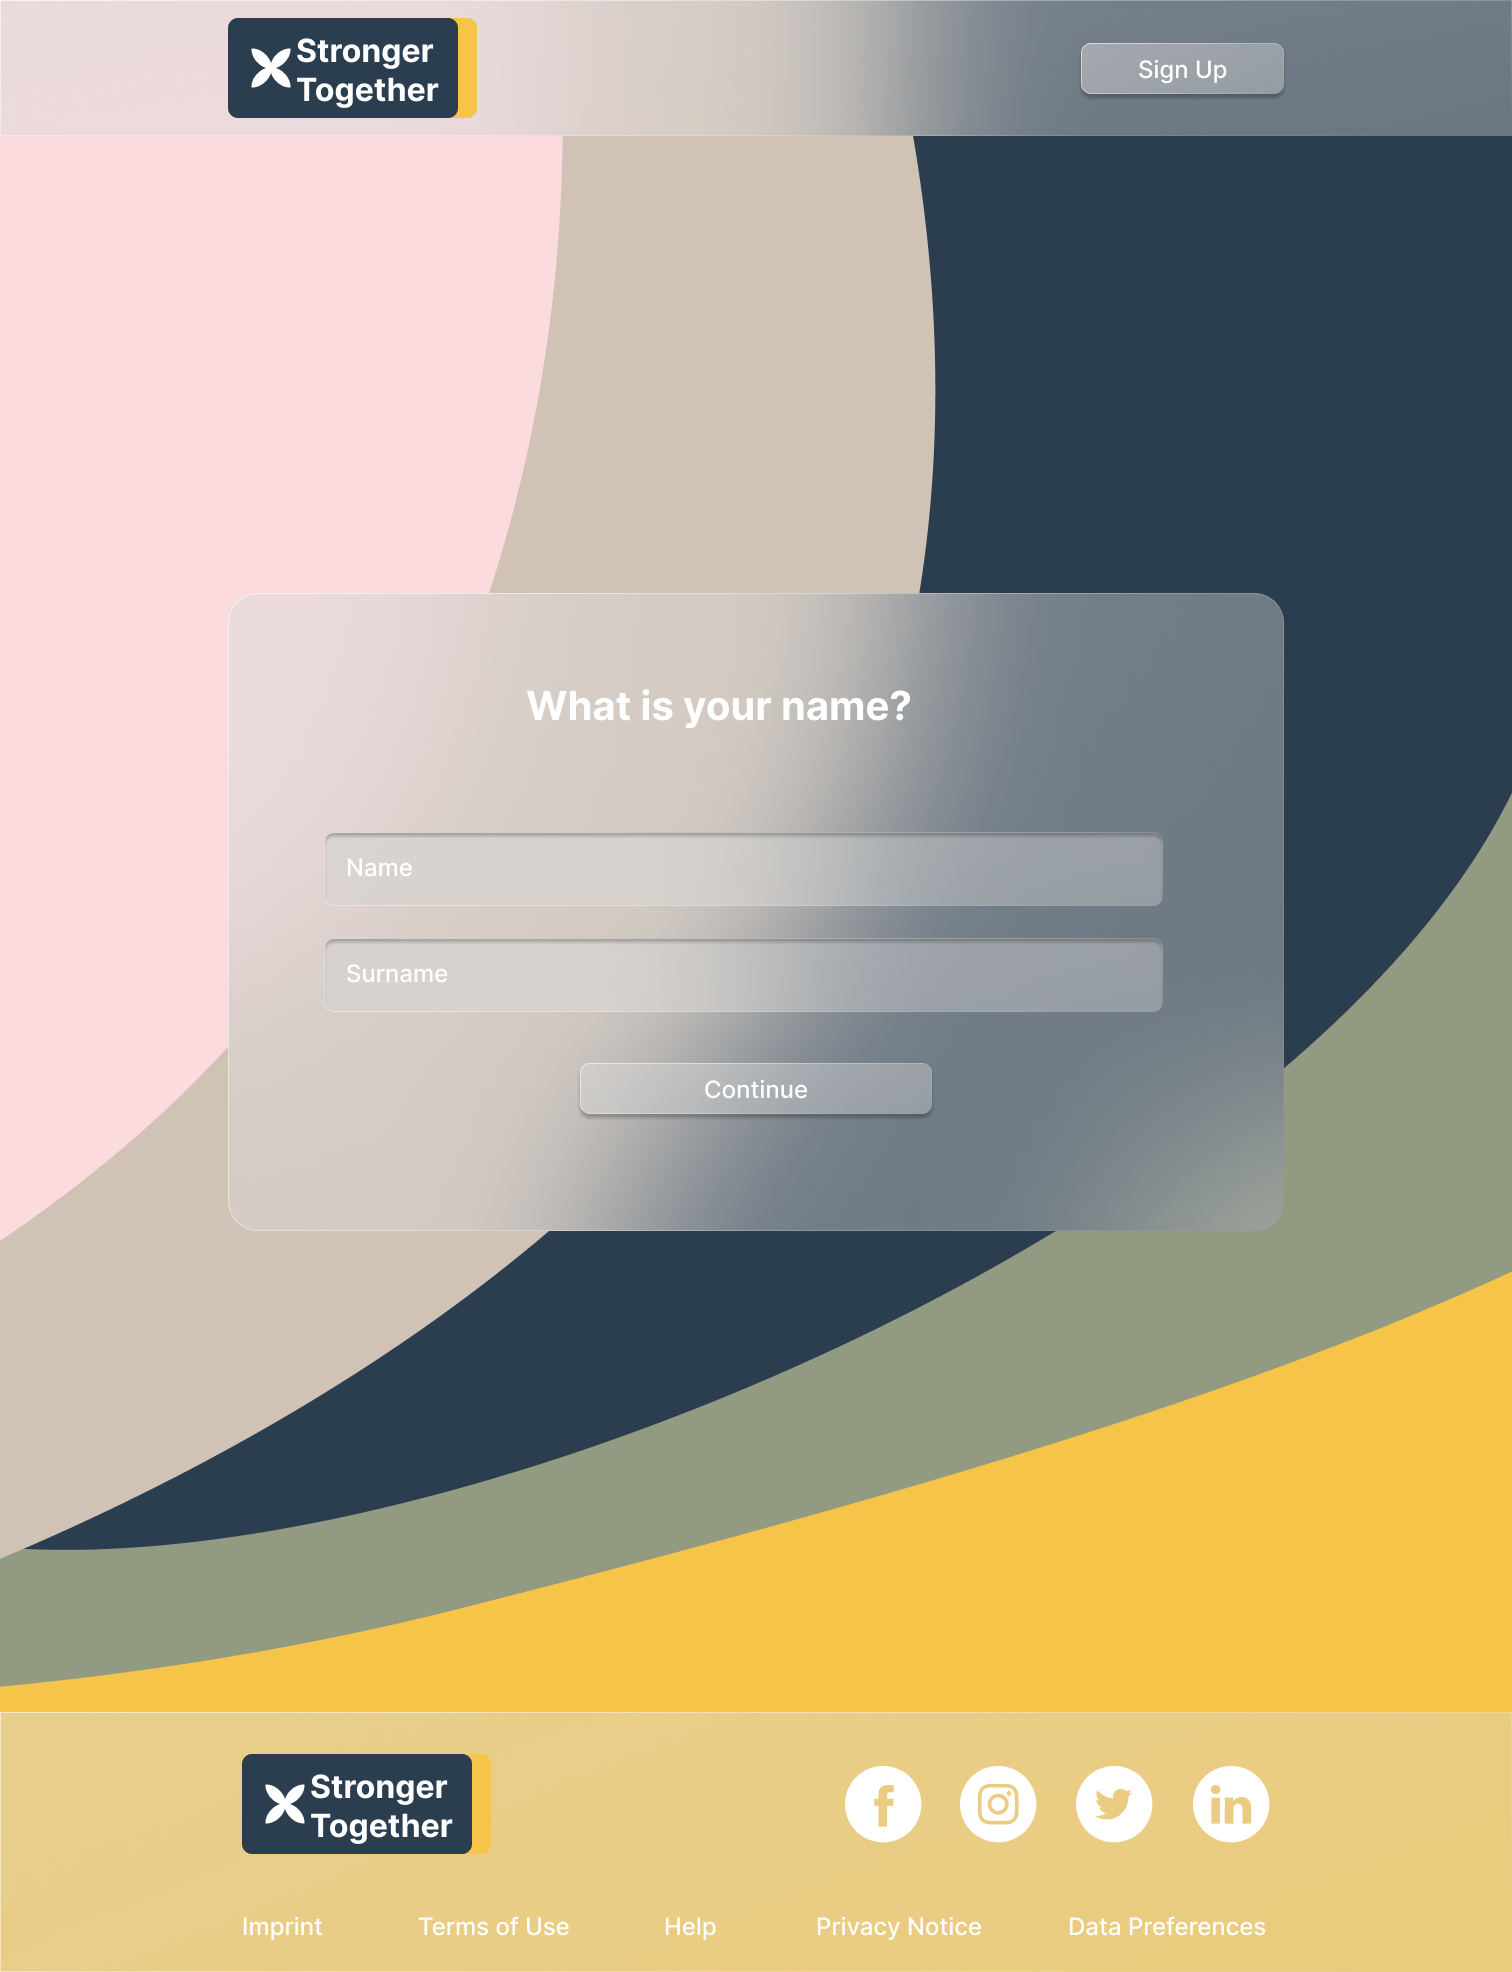 Stronger
Together
Sign Up
What is your name?
Name
Surname
Continue
Stronger
Together
Imprint
Terms of Use
Help
Privacy Notice
Data Preferences